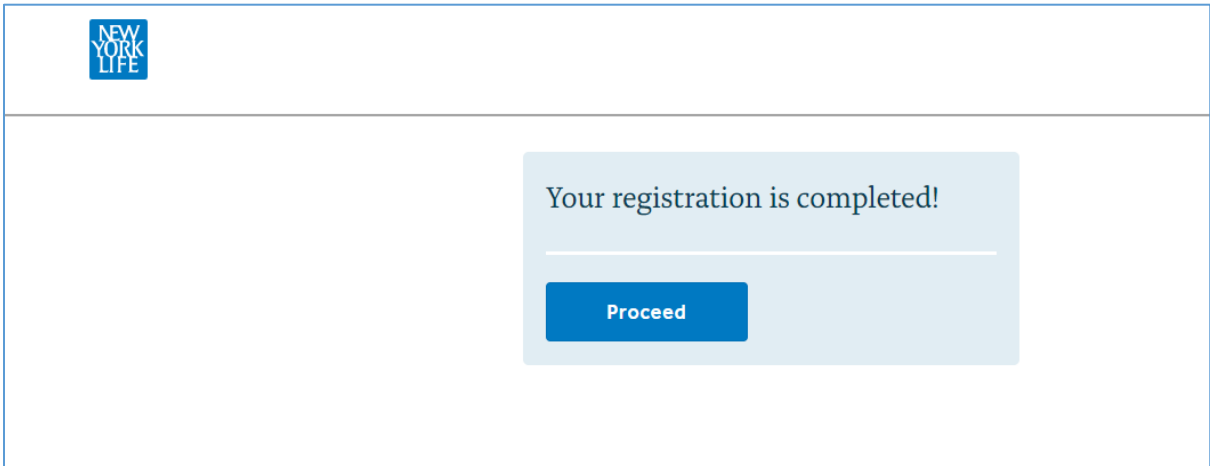 NEW
YORK
LIFE
Your registration is completed!
Proceed